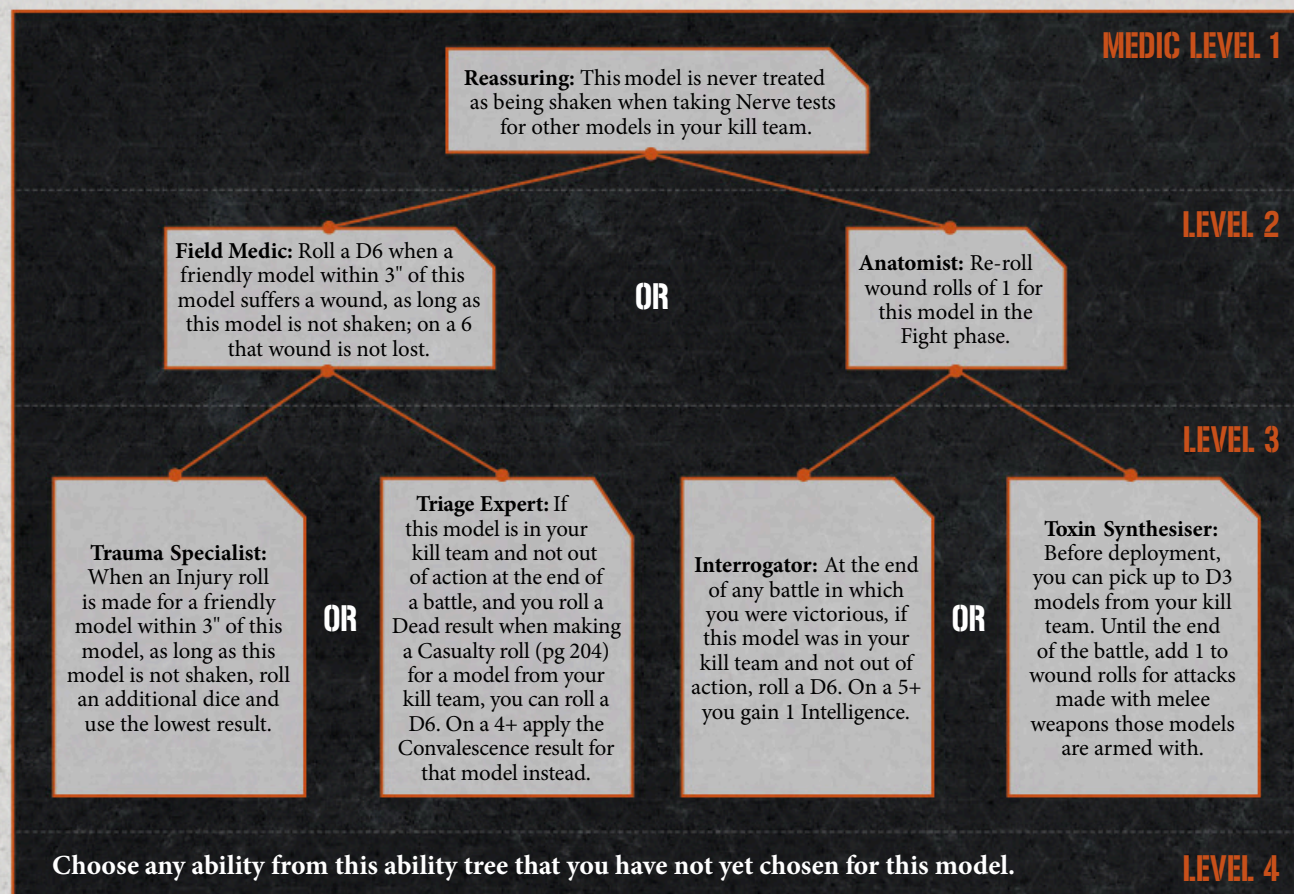 MEDIC LEVEL 1
Reassuring: This model is never treated
as being shaken when taking Nerve tests
for other models in your kill team.
LEVEL 2
Field Medic: Roll a D6 when a
friendly model within 3" of this
model suffers a wound, as long as
this model is not shaken; on a 6
that wound is not lost.
OR
Anatomist: Re-roll
wound rolls of 1 for
this model in the
Fight phase.
LEVEL 3
Trauma Specialist:
When an Injury roll
is made for a friendly
model within 3" of this
model, as long as this
model is not shaken, roll
an additional dice and
use the lowest result.
OR
Triage Expert: If
this model is in your
kill team and not out
of action at the end of
a battle, and you roll a
Dead result when making
a Casualty roll (pg 204)
for a model from your
kill team, you can roll a
D6. On a 4+ apply the
Convalescence result for
that model instead.
Interrogator: At the end
of any battle in which
you were victorious, if
this model was in your
kill team and not out of
action, roll a D6. On a 5+
you gain 1 Intelligence.
OR
Toxin Synthesiser:
Before deployment,
you can pick up to D3
models from your kill
team. Until the end
of the battle, add 1 to
wound rolls for attacks
made with melee
weapons those models
are armed with.
Choose any ability from this ability tree that you have not yet chosen for this model.
LEVEL 4